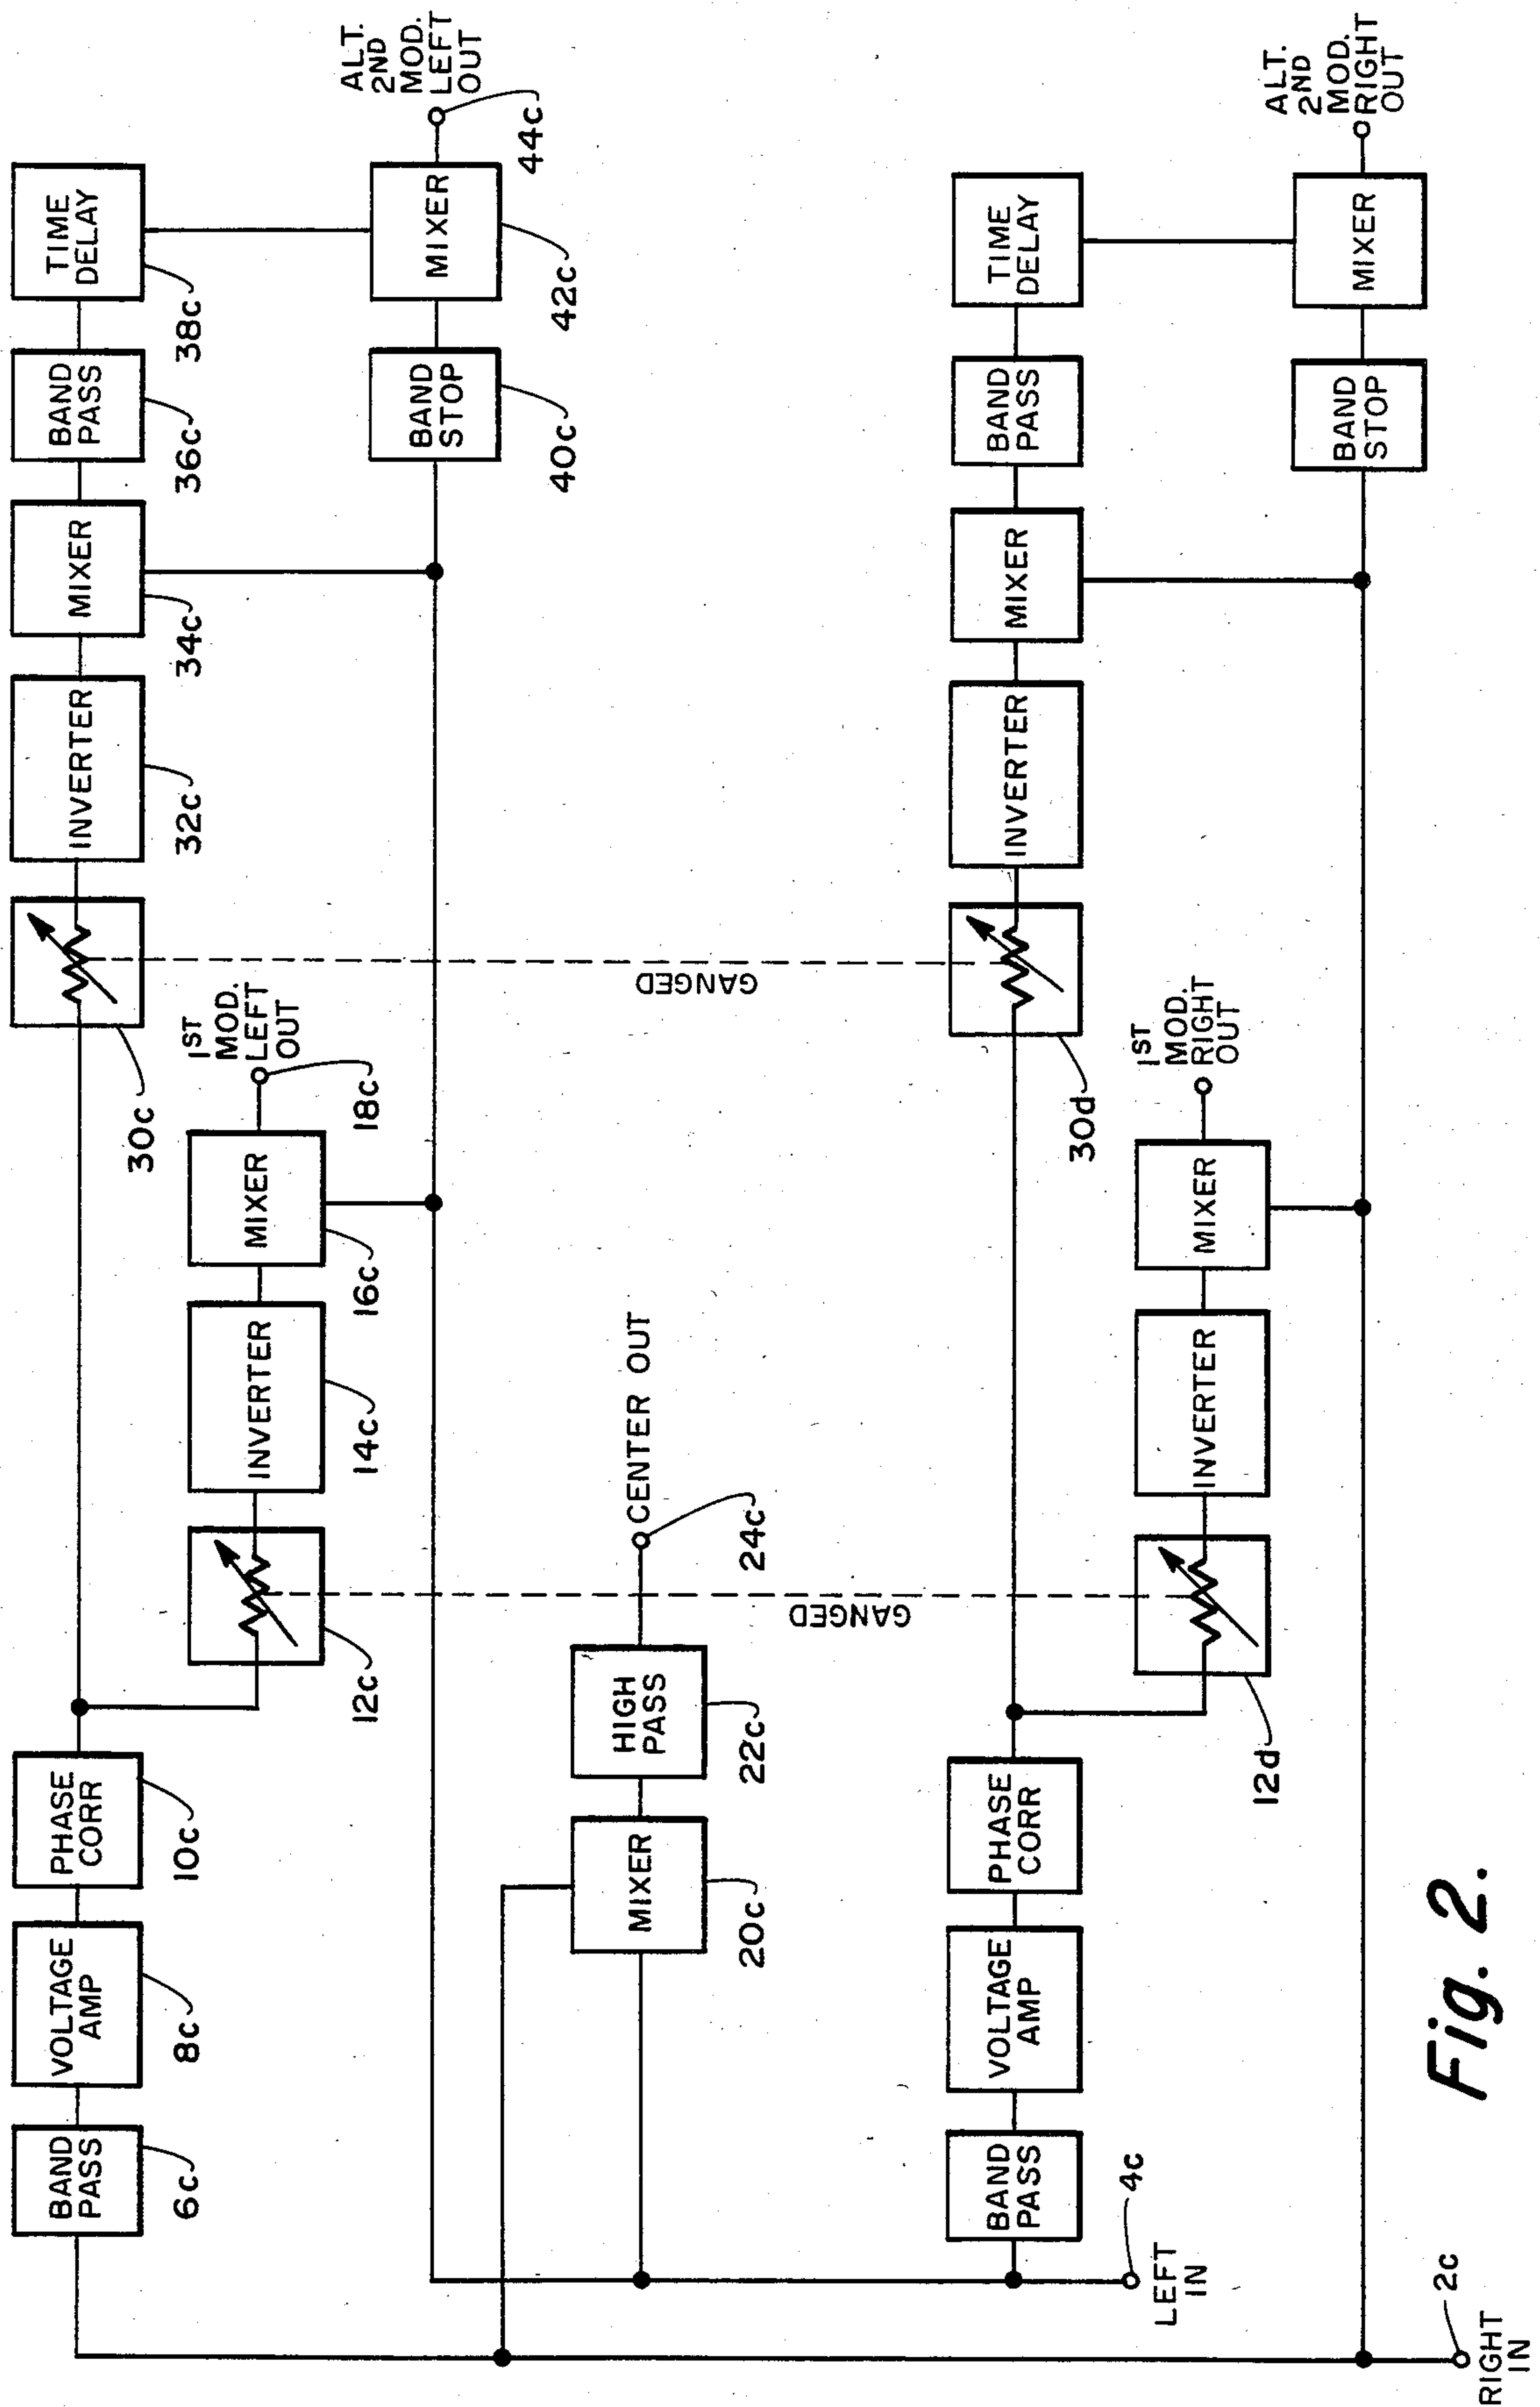 BAND
PASS
6c
VOLTAGE
AMP
8c
PHASE
CORR
10c
30c
INVERTER
32c
MIXER
34c
BAND
PASS
36c
TIME
DELAY
38c
12c
INVERTER
14c
MIXER
16c
1ST
MOD.
LEFT
OUT
18c
BAND
STOP
40c
MIXER
42c
ALT.
2ND
MOD.
LEFT
OUT
44c
MIXER
20c
HIGH
PASS
22c
CENTER OUT
24c
GANGED
GANGED
BAND
PASS
VOLTAGE
AMP
PHASE
CORR
30d
INVERTER
MIXER
BAND
PASS
TIME
DELAY
LEFT
IN
4c
12d
INVERTER
MIXER
1ST
MOD.
RIGHT
OUT
BAND
STOP
MIXER
ALT.
2ND
MOD.
RIGHT
OUT
RIGHT
IN
2c
Fig. 2.